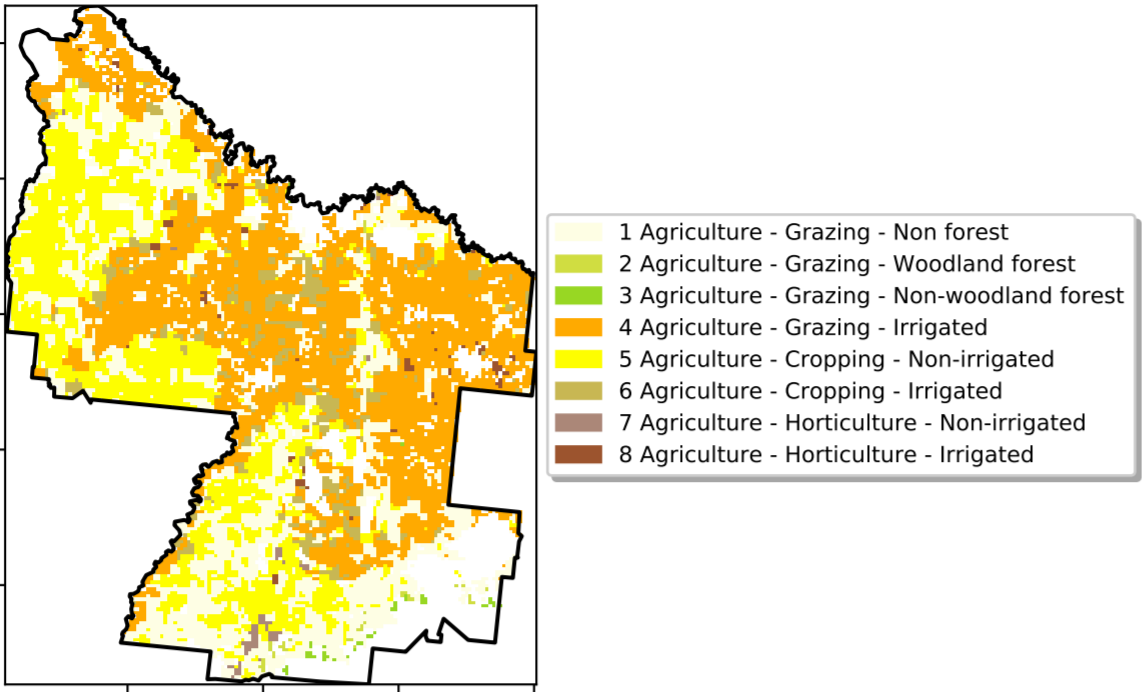 1 Agriculture - Grazing - Non forest
2 Agriculture - Grazing - Woodland forest
3 Agriculture - Grazing - Non-woodland forest
4 Agriculture - Grazing - Irrigated
5 Agriculture - Cropping - Non-irrigated
6 Agriculture - Cropping - Irrigated
7 Agriculture - Horticulture - Non-irrigated
8 Agriculture - Horticulture - Irrigated